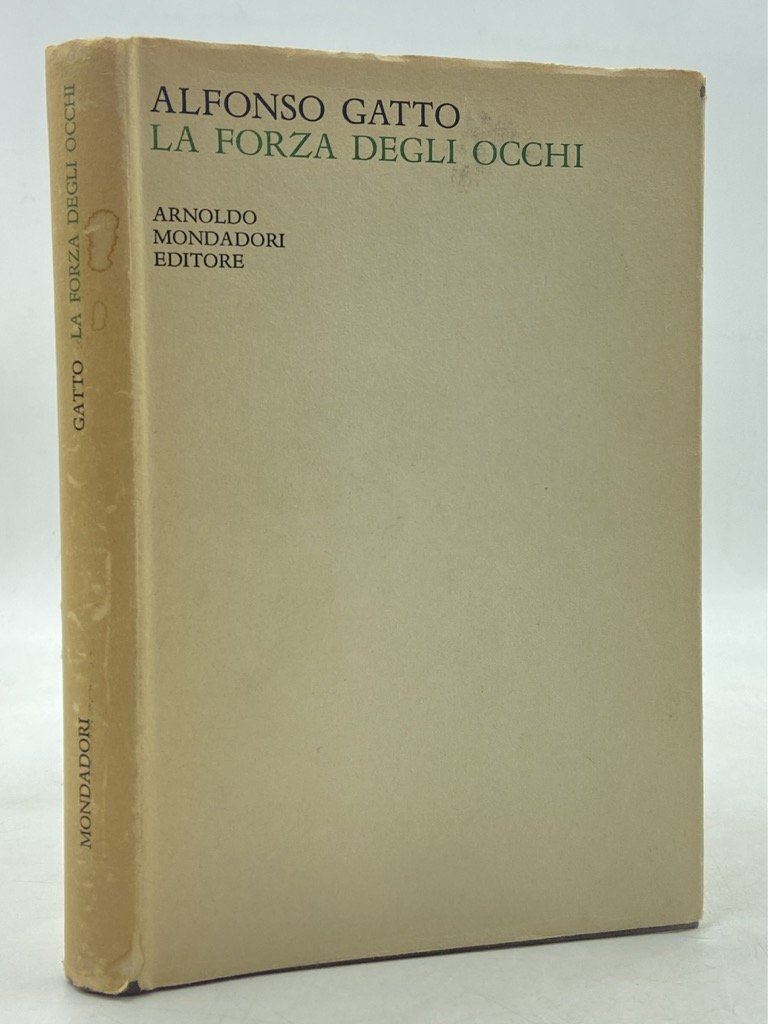 ALFONSO GATTO
LA FORZA DEGLI OCCHI
ARNOLDO
MONDADORI
EDITORE
GATTO LA FORZA DEGLI OCCHI
MONDADORI